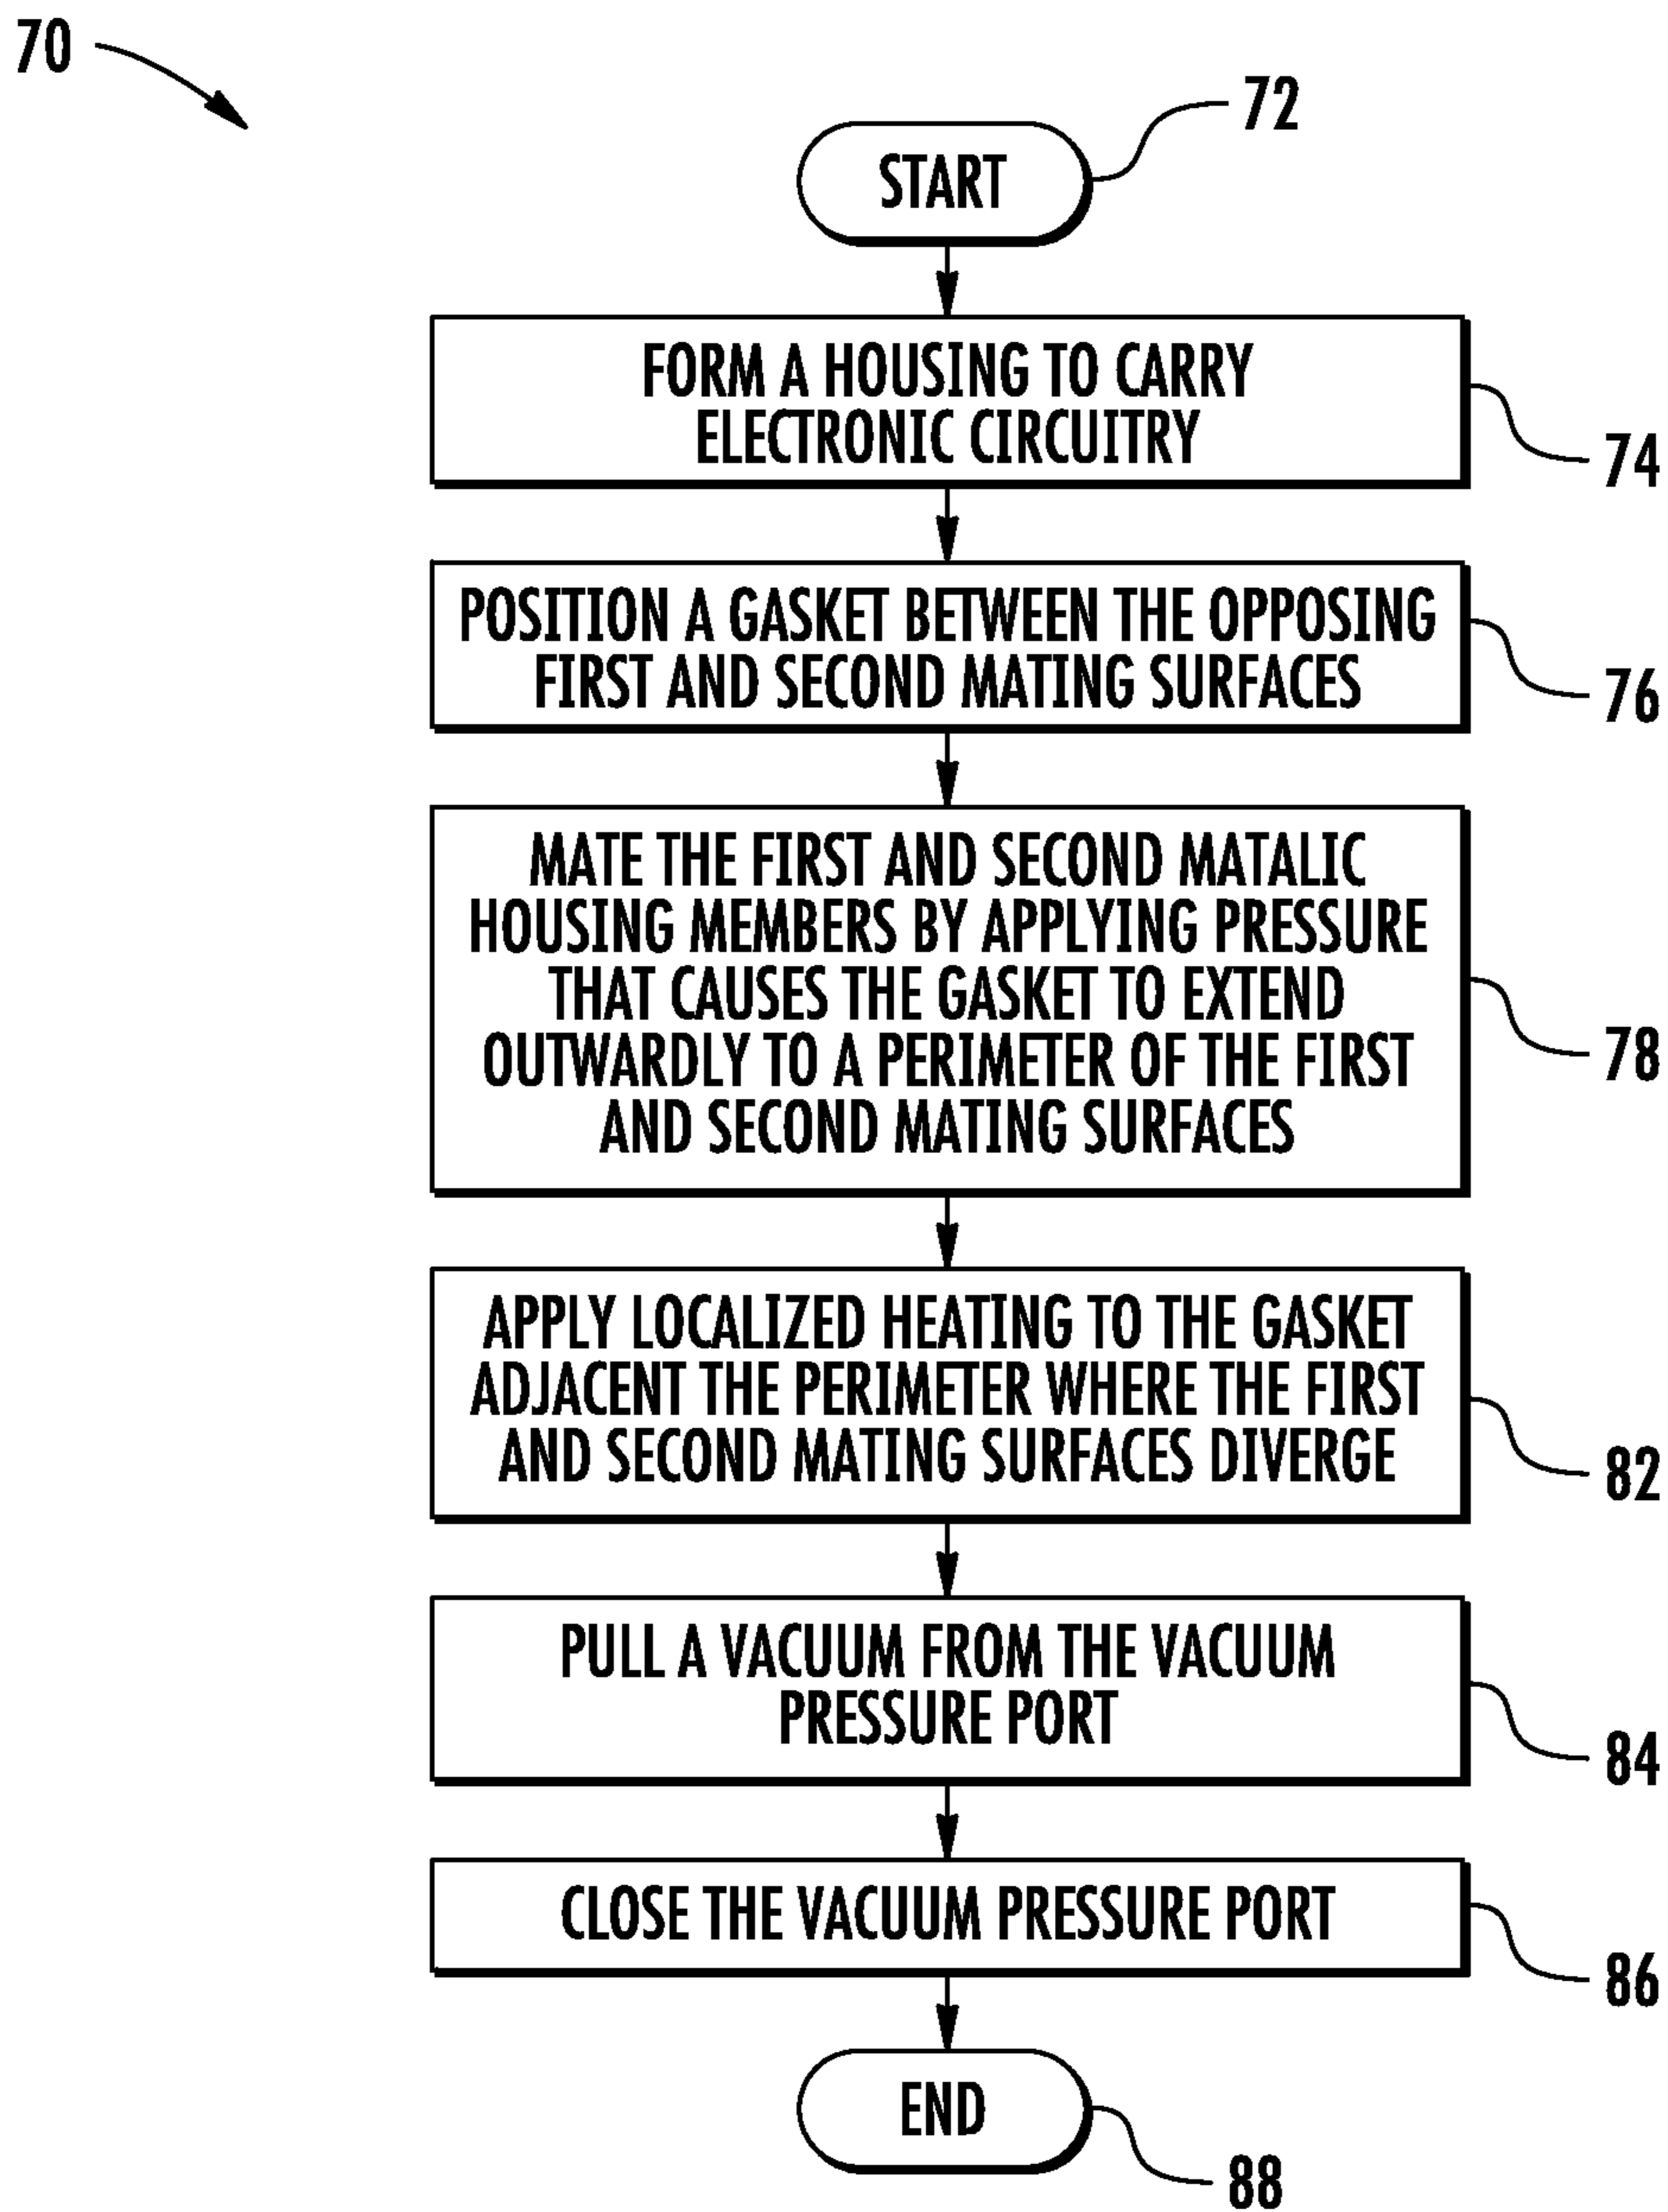 70
72
START
FORM A HOUSING TO CARRY
ELECTRONIC CIRCUITRY
74
POSITION A GASKET BETWEEN THE OPPOSING
FIRST AND SECOND MATING SURFACES
76
MATE THE FIRST AND SECOND MATALIC
HOUSING MEMBERS BY APPLYING PRESSURE
THAT CAUSES THE GASKET TO EXTEND
OUTWARDLY TO A PERIMETER OF THE FIRST
AND SECOND MATING SURFACES
78
APPLY LOCALIZED HEATING TO THE GASKET
ADJACENT THE PERIMETER WHERE THE FIRST
AND SECOND MATING SURFACES DIVERGE
82
PULL A VACUUM FROM THE VACUUM
PRESSURE PORT
84
CLOSE THE VACUUM PRESSURE PORT
86
END
88